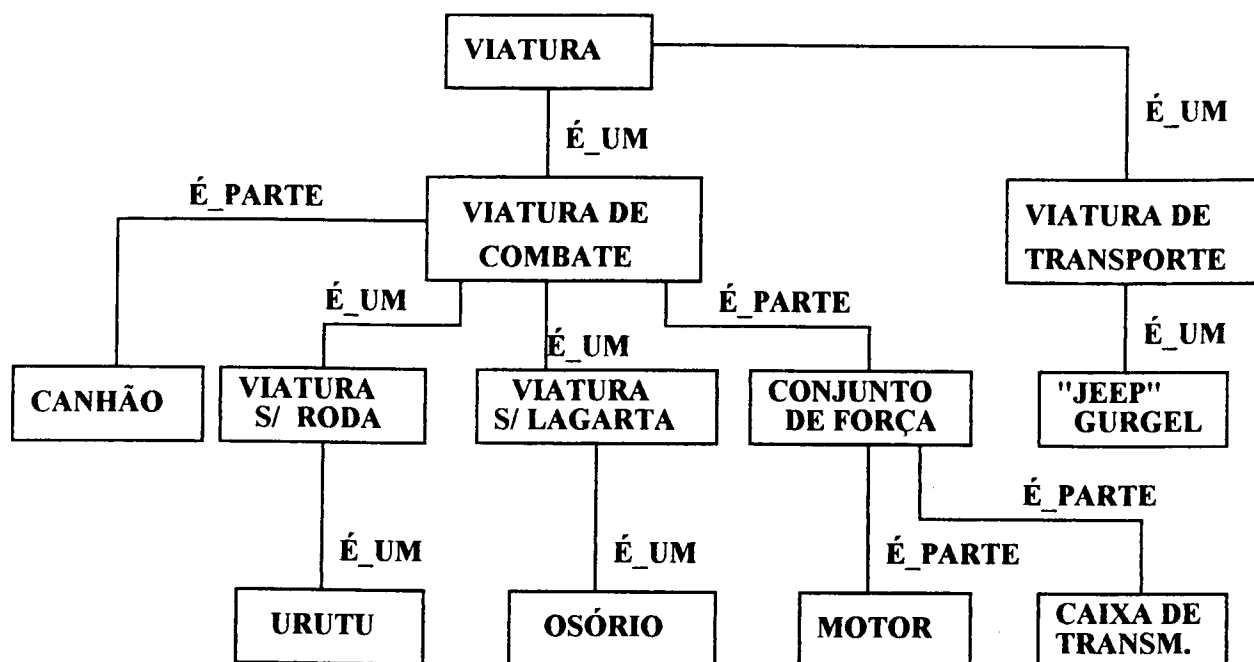 VIATURA
É_UM
É_UM
É_PARTE
VIATURA DE
COMBATE
VIATURA DE
TRANSPORTE
É_UM
É_UM
É_PARTE
É_UM
CANHÃO
VIATURA
S/ RODA
VIATURA
S/ LAGARTA
CONJUNTO
DE FORÇA
"JEEP"
GURGEL
É_UM
É_UM
É_PARTE
É_PARTE
URUTU
OSÓRIO
MOTOR
CAIXA DE
TRANSM.